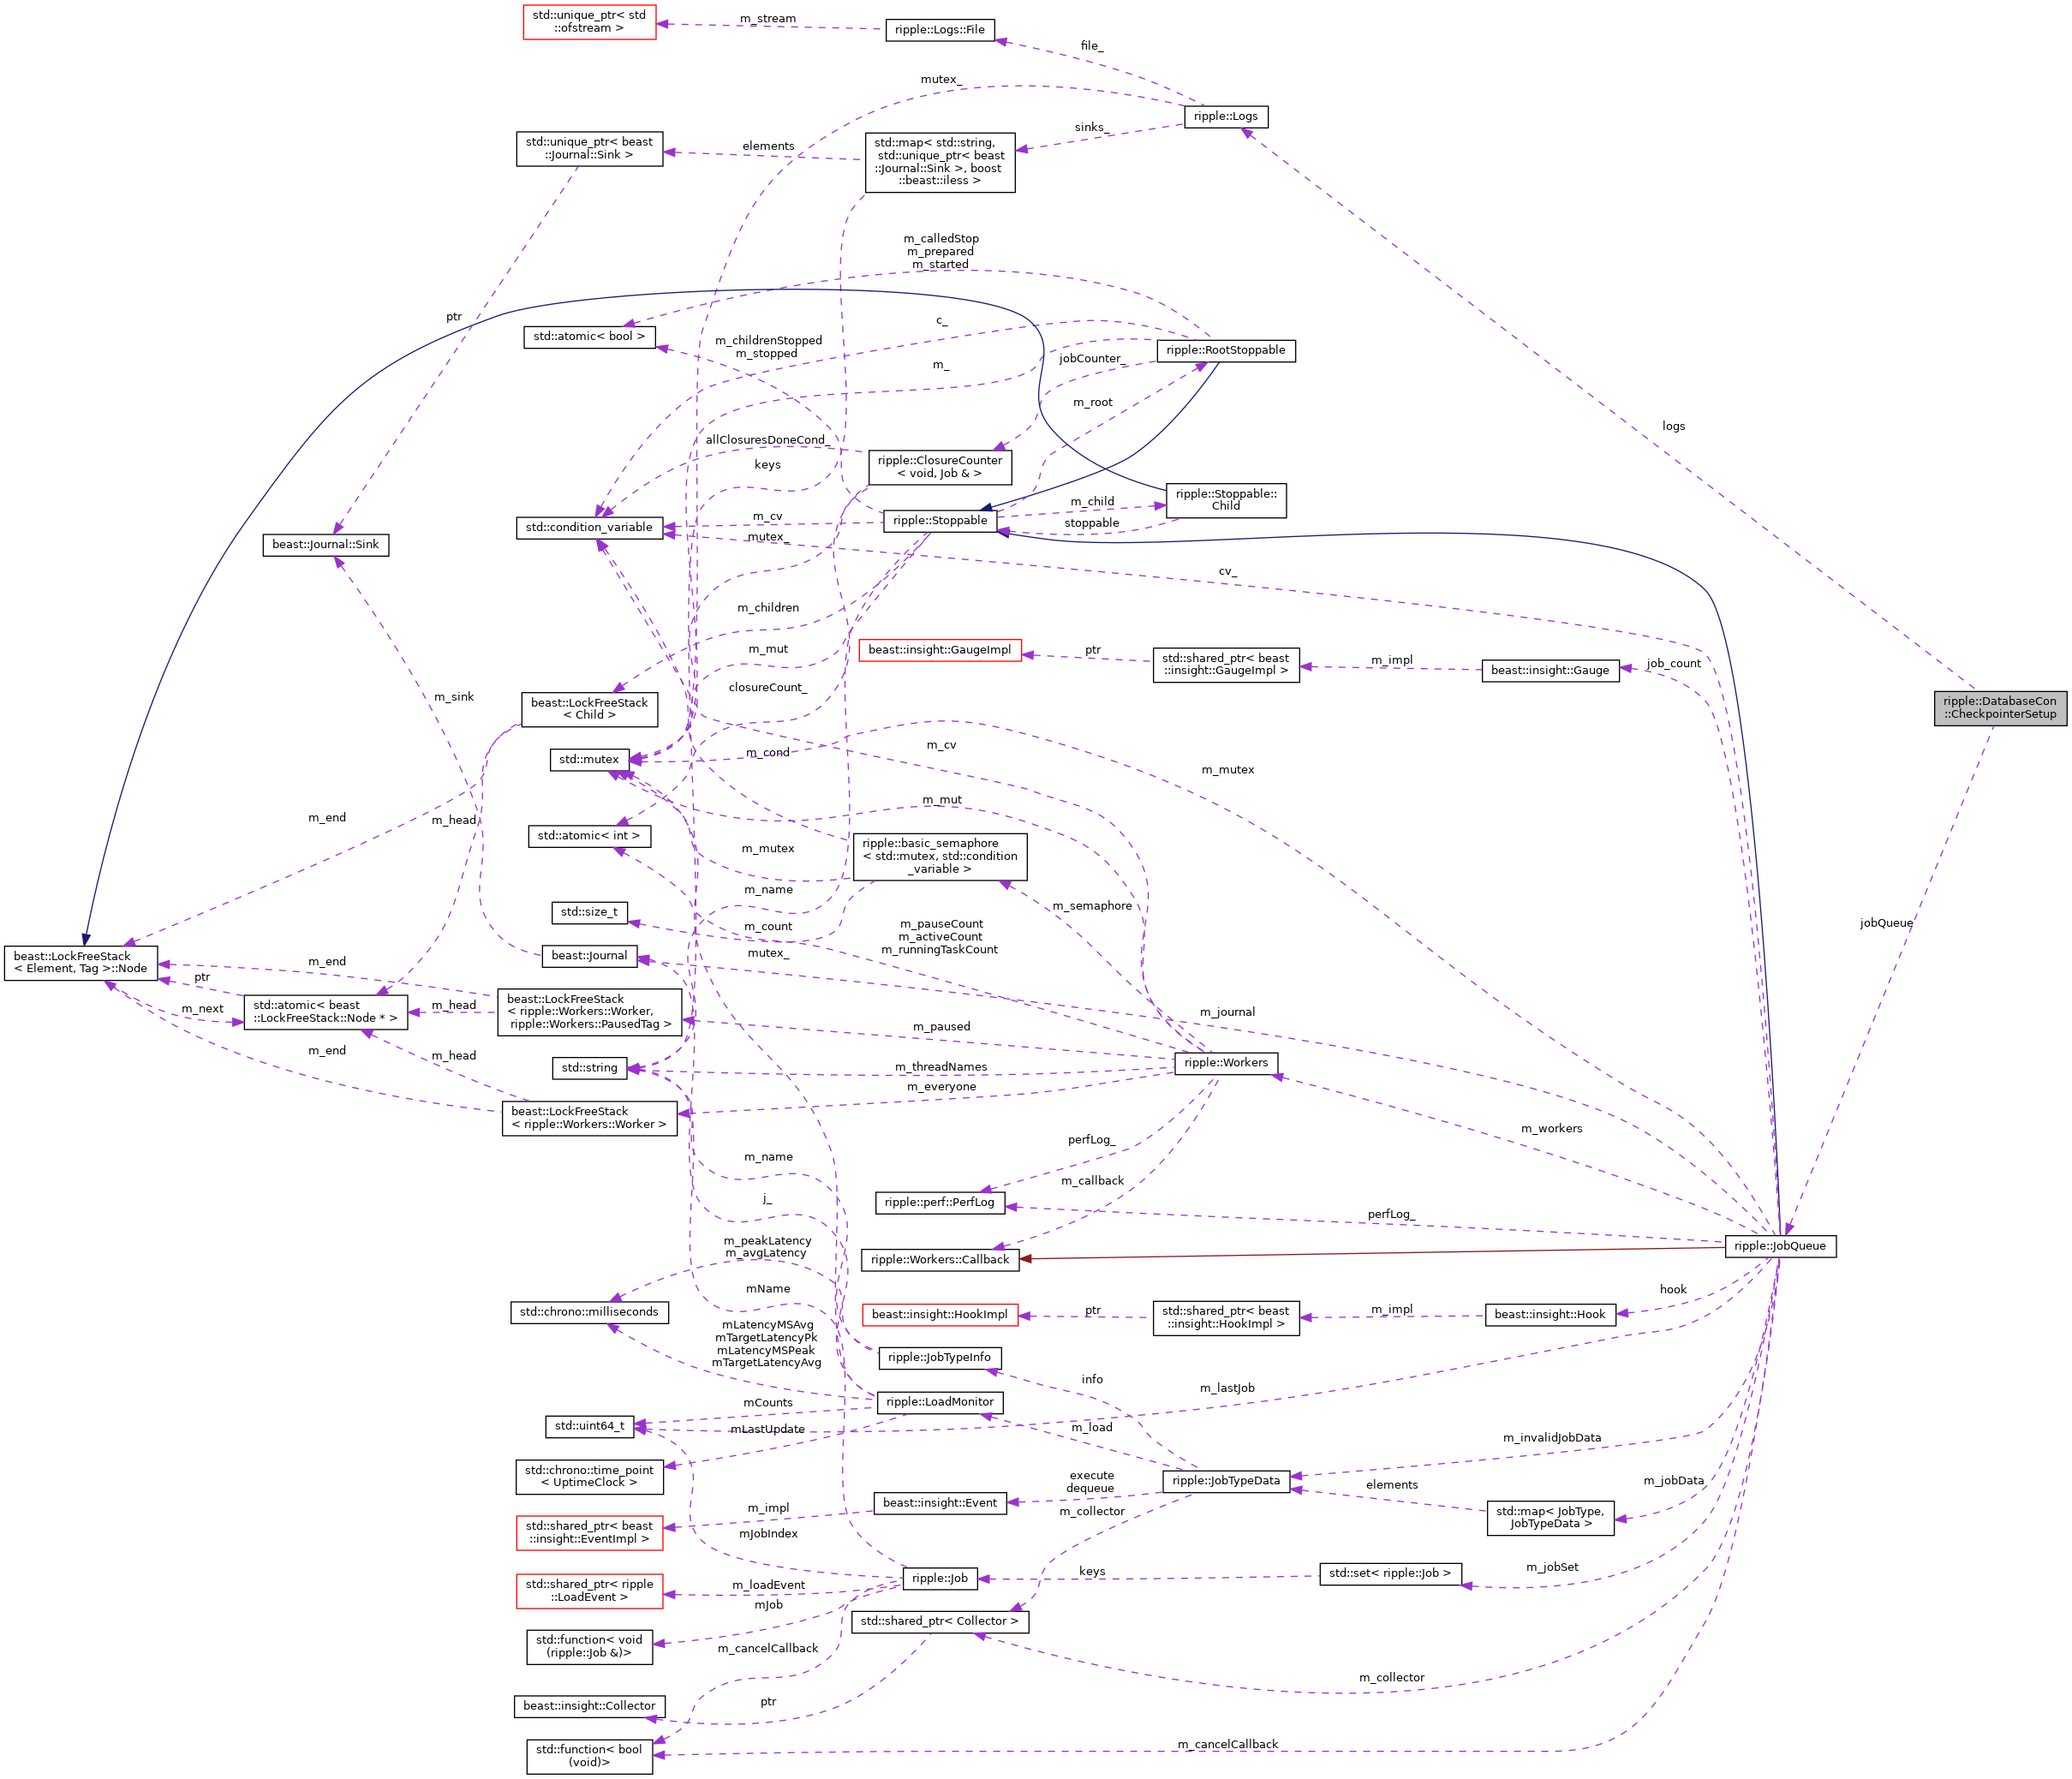 std::unique_ptr< std
::ofstream >
m_stream
ripple::Logs::File
file_
mutex_
ripple::Logs
sinks_
std::unique_ptr< beast
::Journal::Sink >
elements
std::map< std::string,
std::unique_ptr< beast
::Journal::Sink >, boost
::beast::iless >
m_calledStop
m_prepared
m_started
ptr
std::atomic< bool >
c_
m_childrenStopped
m_stopped
m_
jobCounter_
ripple::RootStoppable
m_root
logs
allClosuresDoneCond_
keys
ripple::ClosureCounter
< void, Job & >
ripple::Stoppable::
Child
m_child
stoppable
std::condition_variable
m_cv
ripple::Stoppable
mutex_
beast::Journal::Sink
cv_
m_children
m_mut
beast::insight::GaugeImpl
ptr
std::shared_ptr< beast
::insight::GaugeImpl >
m_impl
beast::insight::Gauge
job_count
closureCount_
m_sink
beast::LockFreeStack
< Child >
ripple::DatabaseCon
::CheckpointerSetup
std::mutex
m_cond
m_cv
m_mutex
m_mut
m_end
m_head
std::atomic< int >
m_mutex
ripple::basic_semaphore
< std::mutex, std::condition
_variable >
m_name
m_semaphore
std::size_t
m_count
m_pauseCount
m_activeCount
m_runningTaskCount
jobQueue
beast::LockFreeStack
< Element, Tag >::Node
m_end
beast::Journal
mutex_
ptr
m_next
std::atomic< beast
::LockFreeStack::Node * >
m_head
beast::LockFreeStack
< ripple::Workers::Worker,
ripple::Workers::PausedTag >
m_paused
m_journal
m_end
m_head
std::string
m_threadNames
ripple::Workers
m_everyone
beast::LockFreeStack
< ripple::Workers::Worker >
m_workers
perfLog_
m_name
m_callback
j_
ripple::perf::PerfLog
perfLog_
m_peakLatency
m_avgLatency
ripple::Workers::Callback
ripple::JobQueue
mName
std::chrono::milliseconds
beast::insight::HookImpl
ptr
std::shared_ptr< beast
::insight::HookImpl >
m_impl
beast::insight::Hook
hook
mLatencyMSAvg
mTargetLatencyPk
mLatencyMSPeak
mTargetLatencyAvg
ripple::JobTypeInfo
info
m_lastJob
mCounts
ripple::LoadMonitor
std::uint64_t
mLastUpdate
m_load
m_invalidJobData
std::chrono::time_point
< UptimeClock >
execute
dequeue
ripple::JobTypeData
elements
m_jobData
beast::insight::Event
m_collector
std::map< JobType,
JobTypeData >
std::shared_ptr< beast
::insight::EventImpl >
m_impl
mJobIndex
std::shared_ptr< ripple
::LoadEvent >
m_loadEvent
ripple::Job
keys
std::set< ripple::Job >
m_jobSet
mJob
std::shared_ptr< Collector >
std::function< void
(ripple::Job &)>
m_cancelCallback
m_collector
beast::insight::Collector
ptr
std::function< bool
(void)>
m_cancelCallback